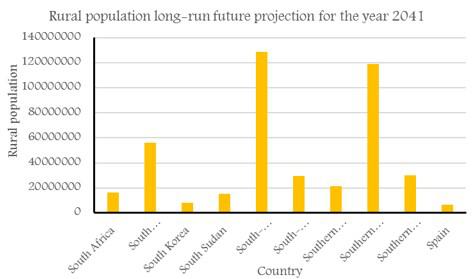 Rural population long-run future projection for the year 2041
140000000
120000000
100000000
80000000
60000000
40000000
20000000
0
Rural population
South Africa
South...
South Korea
South Sudan
South-...
South-...
Southern...
Southern...
Southern...
Spain
Country